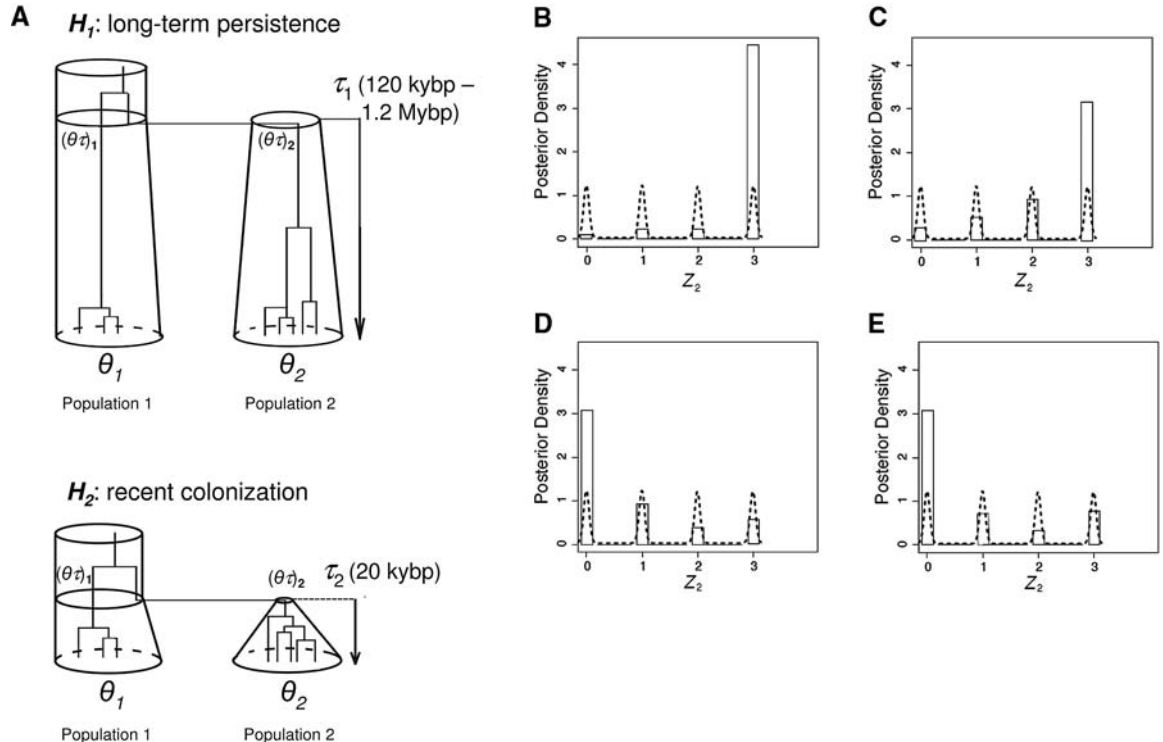 A
H₁: long-term persistence
τ₁ (120 kybp –
1.2 Mybp)
(θτ)₁
(θτ)₂
θ₁
θ₂
Population 1
Population 2
H₂: recent colonization
(θτ)₁
(θτ)₂
τ₂ (20 kybp)
θ₁
θ₂
Population 1
Population 2
B
Posterior Density
0 1 2 3 4
0 1 2 3
Z₂
C
Posterior Density
0 1 2 3 4
0 1 2 3
Z₂
D
Posterior Density
0 1 2 3 4
0 1 2 3
Z₂
E
Posterior Density
0 1 2 3 4
0 1 2 3
Z₂